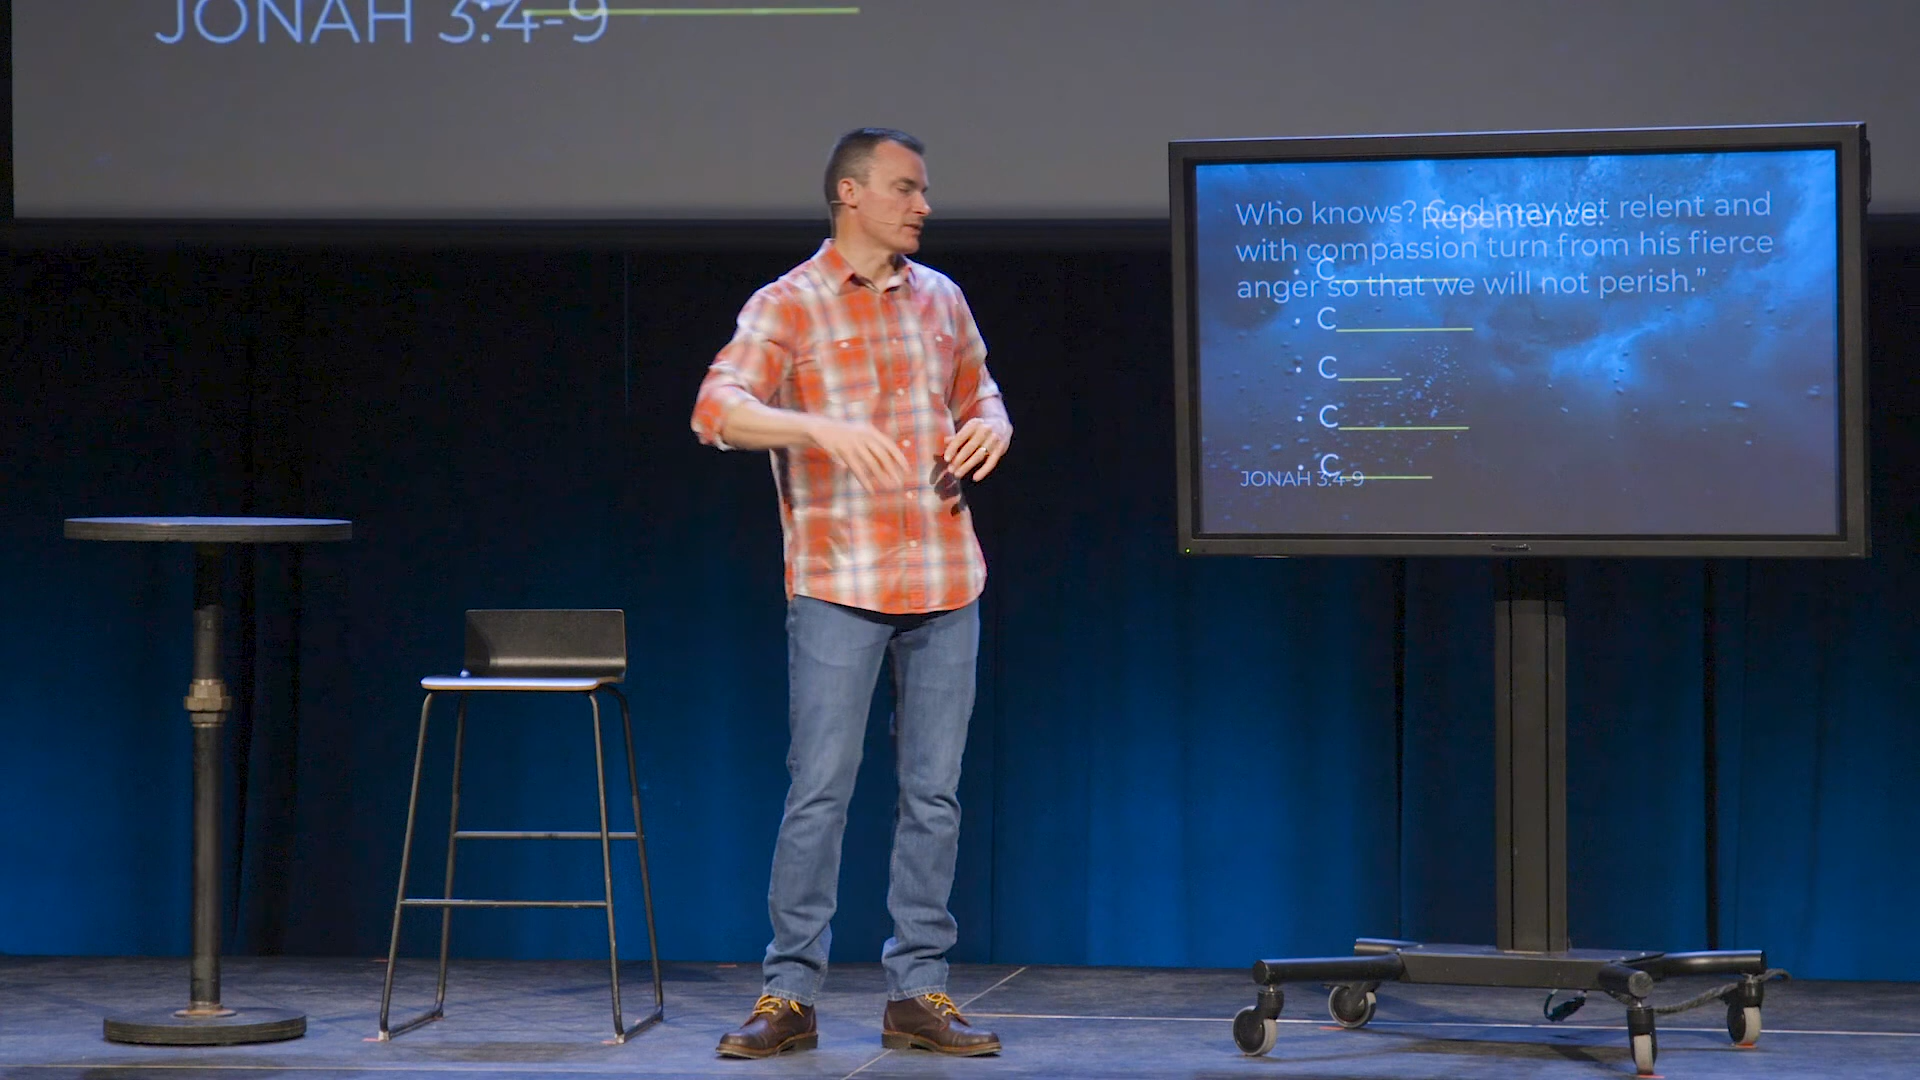 JONAH 3:4-9
Who knows? God may yet relent and
Repentence:
with compassion turn from his fierce
• C
anger so that we will not perish.”
• C
• C
• C
• C
JONAH 3:4-9